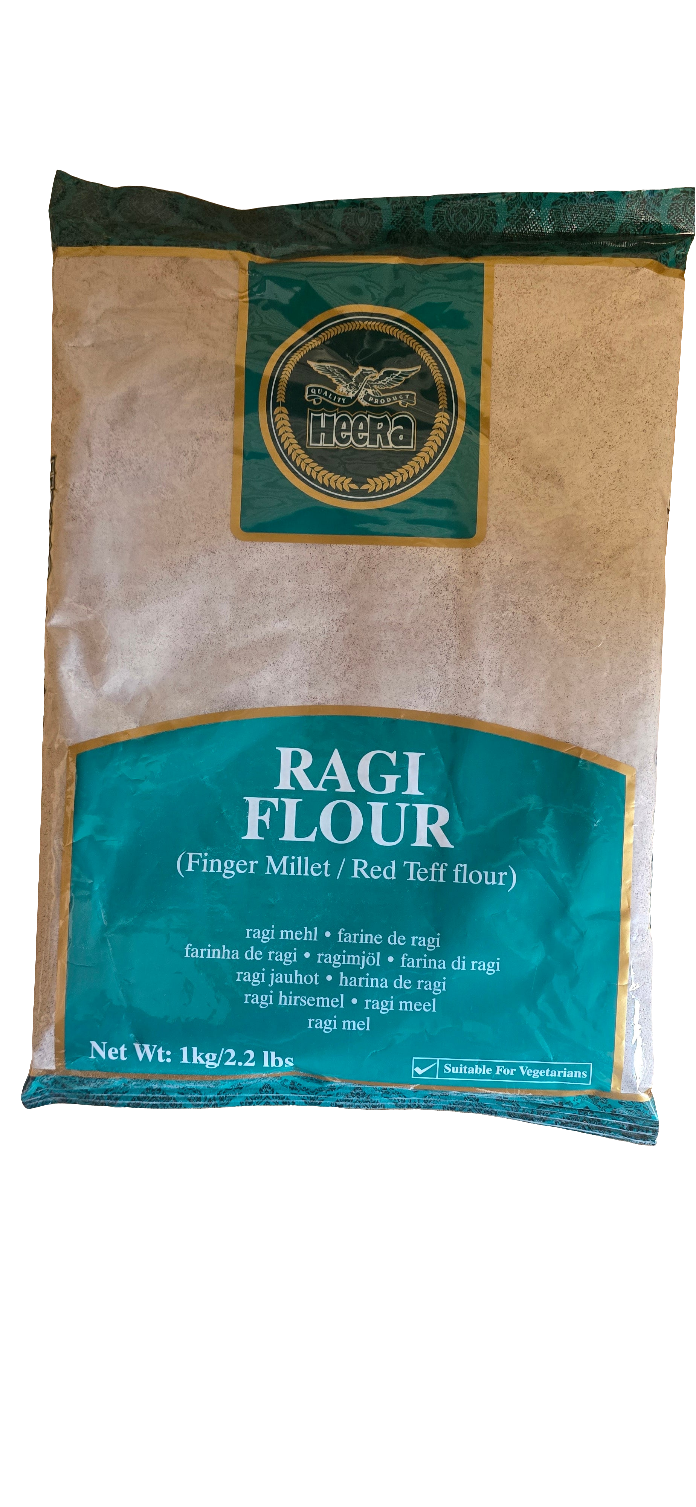 QUALITY PRODUCT
HEERA
RAGI
FLOUR
(Finger Millet / Red Teff flour)
ragi mehl • farine de ragi
farinha de ragi • ragimjöl • farina di ragi
ragi jauhot • harina de ragi
ragi hirsemel • ragi meel
ragi mel
Net Wt: 1kg/2.2 lbs
Suitable For Vegetarians